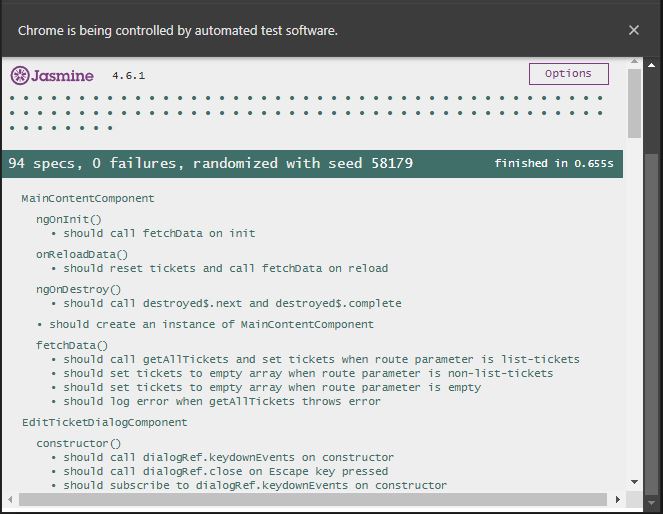 Chrome is being controlled by automated test software.
Jasmine 4.6.1 Options
94 specs, 0 failures, randomized with seed 58179 finished in 0.655s
MainContentComponent
ngOnInit()
• should call fetchData on init
onReloadData()
• should reset tickets and call fetchData on reload
ngOnDestroy()
• should call destroyed$.next and destroyed$.complete
• should create an instance of MainContentComponent
fetchData()
• should call getAllTickets and set tickets when route parameter is list-tickets
• should set tickets to empty array when route parameter is non-list-tickets
• should set tickets to empty array when route parameter is empty
• should log error when getAllTickets throws error
EditTicketDialogComponent
constructor()
• should call dialogRef.keydownEvents on constructor
• should call dialogRef.close on Escape key pressed
• should subscribe to dialogRef.keydownEvents on constructor